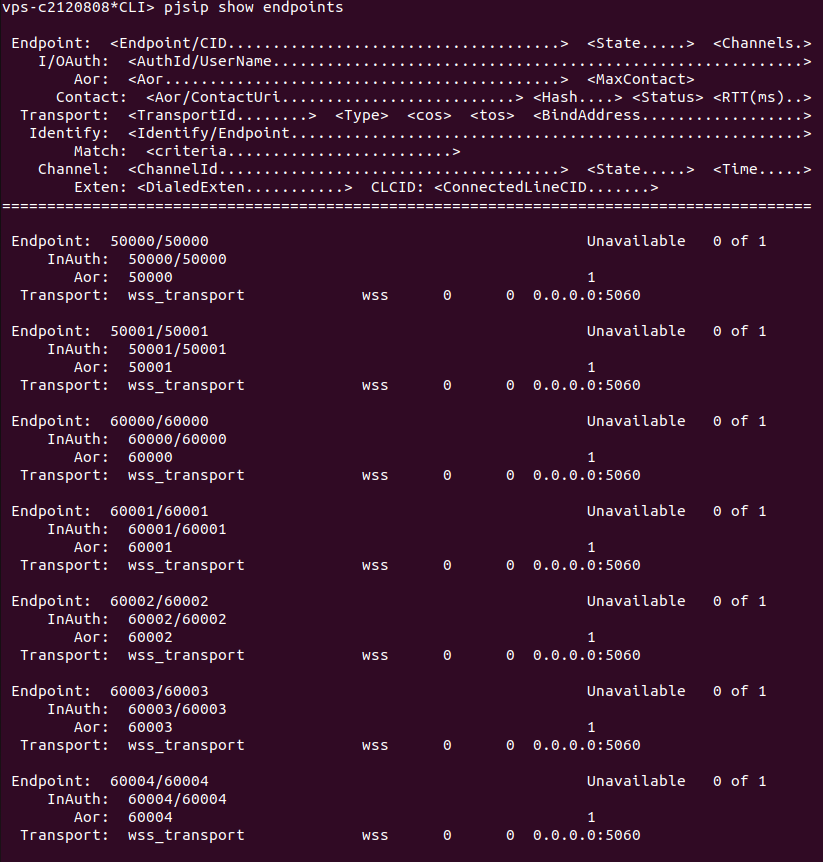 vps-c2120808*CLI> pjsip show endpoints
Endpoint:  <Endpoint/CID.....................................>  <State.....>  <Channels.>
I/OAuth:  <AuthId/UserName...........................................................>
Aor:  <Aor............................................>  <MaxContact>
Contact:  <Aor/ContactUri..........................> <Hash....> <Status> <RTT(ms)..>
Transport:  <TransportId........>  <Type>  <cos>  <tos>  <BindAddress..................>
Identify:  <Identify/Endpoint.........................................................>
Match:  <criteria.........................>
Channel:  <ChannelId......................................>  <State.....>  <Time.....>
Exten: <DialedExten...........>  CLCID: <ConnectedLineCID.......>
==========================================================================================
Endpoint:  50000/50000                                          Unavailable   0 of 1
InAuth:  50000/50000
Aor:  50000                                              1
Transport:  wss_transport             wss      0      0  0.0.0.0:5060
Endpoint:  50001/50001                                          Unavailable   0 of 1
InAuth:  50001/50001
Aor:  50001                                              1
Transport:  wss_transport             wss      0      0  0.0.0.0:5060
Endpoint:  60000/60000                                          Unavailable   0 of 1
InAuth:  60000/60000
Aor:  60000                                              1
Transport:  wss_transport             wss      0      0  0.0.0.0:5060
Endpoint:  60001/60001                                          Unavailable   0 of 1
InAuth:  60001/60001
Aor:  60001                                              1
Transport:  wss_transport             wss      0      0  0.0.0.0:5060
Endpoint:  60002/60002                                          Unavailable   0 of 1
InAuth:  60002/60002
Aor:  60002                                              1
Transport:  wss_transport             wss      0      0  0.0.0.0:5060
Endpoint:  60003/60003                                          Unavailable   0 of 1
InAuth:  60003/60003
Aor:  60003                                              1
Transport:  wss_transport             wss      0      0  0.0.0.0:5060
Endpoint:  60004/60004                                          Unavailable   0 of 1
InAuth:  60004/60004
Aor:  60004                                              1
Transport:  wss_transport             wss      0      0  0.0.0.0:5060